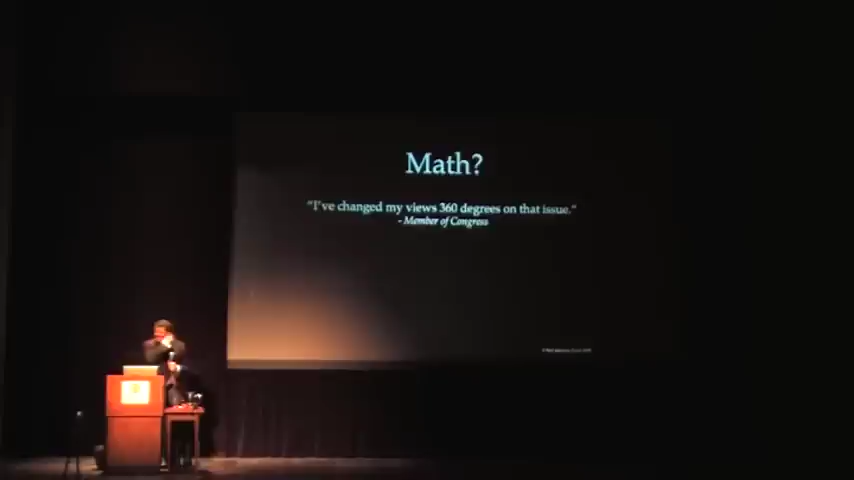 Math?
"I've changed my views 360 degrees on that issue."
- Member of Congress